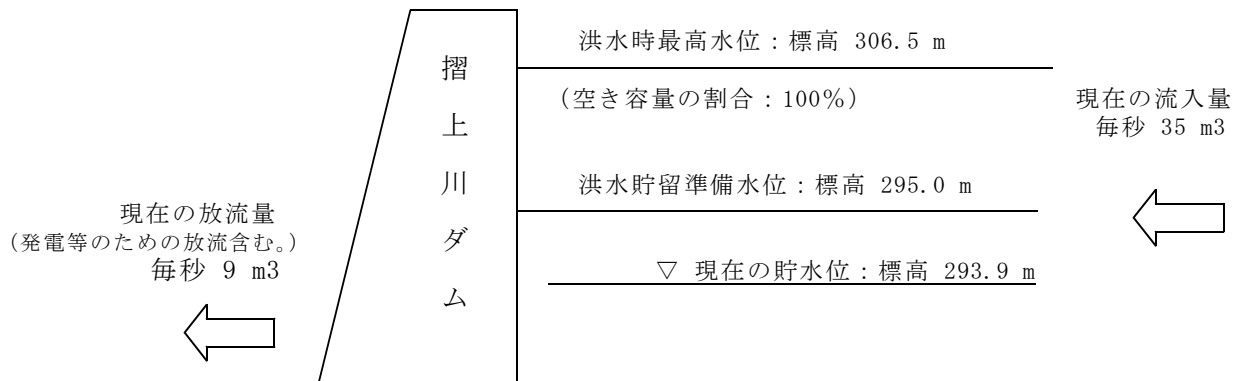 洪水時最高水位：標高 306.5 m
（空き容量の割合：100％）
現在の流入量
毎秒 35 m3
摺上川ダム
洪水貯留準備水位：標高 295.0 m
現在の放流量
（発電等のための放流含む。）
毎秒 9 m3
▽ 現在の貯水位：標高 293.9 m